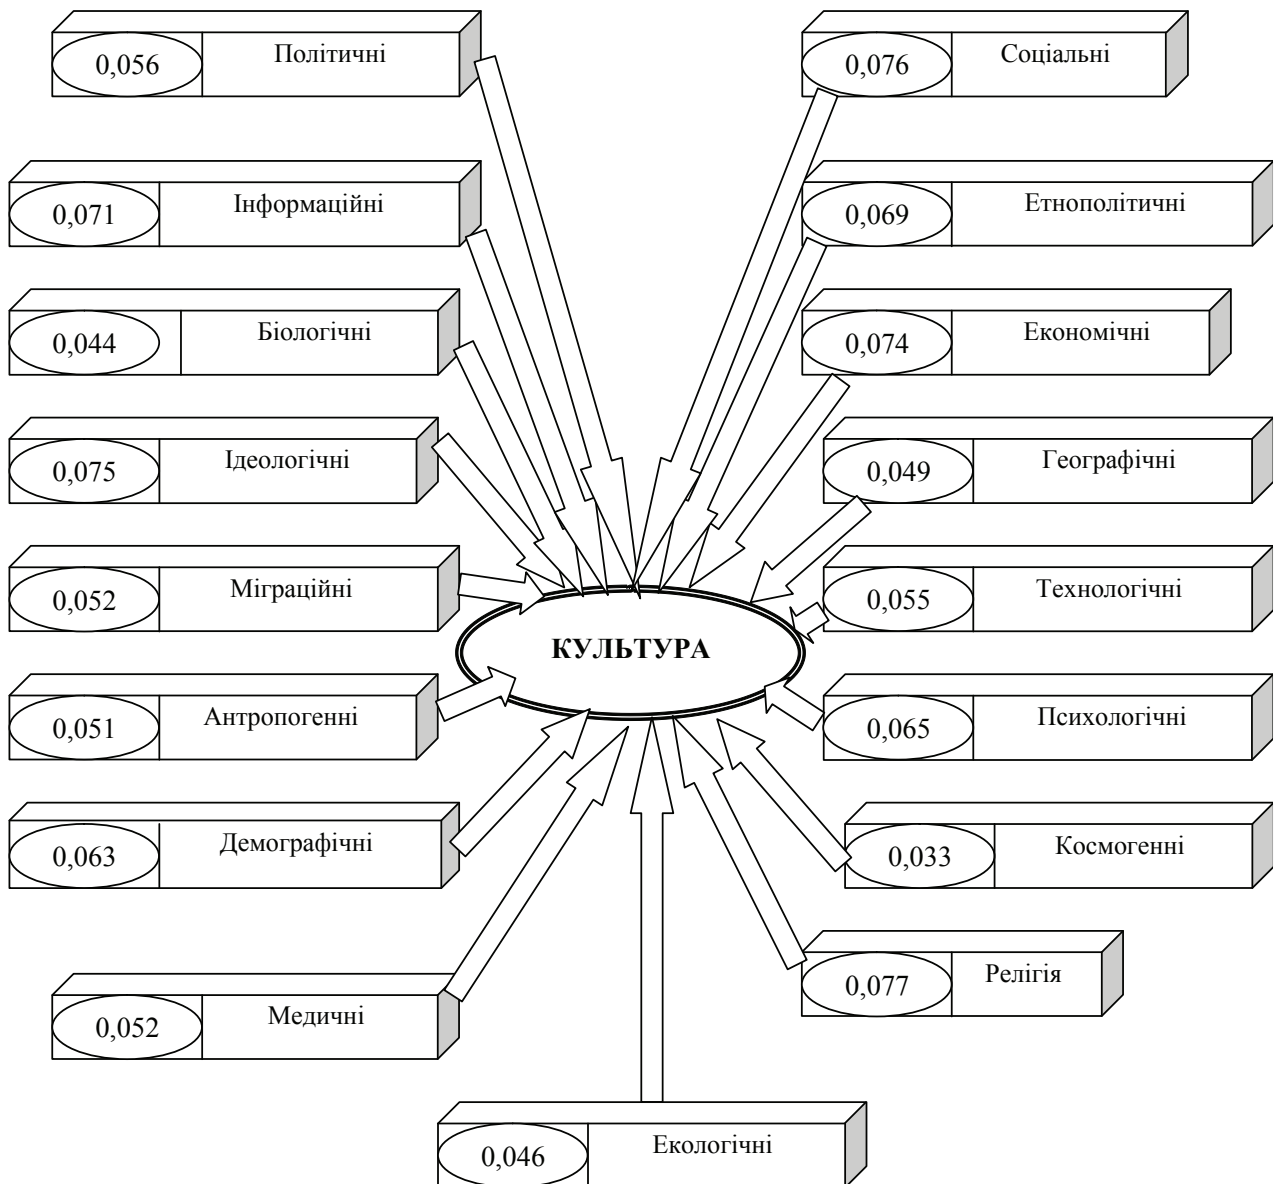 0,056 Політичні
0,076 Соціальні
0,071 Інформаційні
0,069 Етнополітичні
0,044 Біологічні
0,074 Економічні
0,075 Ідеологічні
0,049 Географічні
0,052 Міграційні
0,055 Технологічні
КУЛЬТУРА
0,051 Антропогенні
0,065 Психологічні
0,063 Демографічні
0,033 Космогенні
0,077 Релігія
0,052 Медичні
0,046 Екологічні